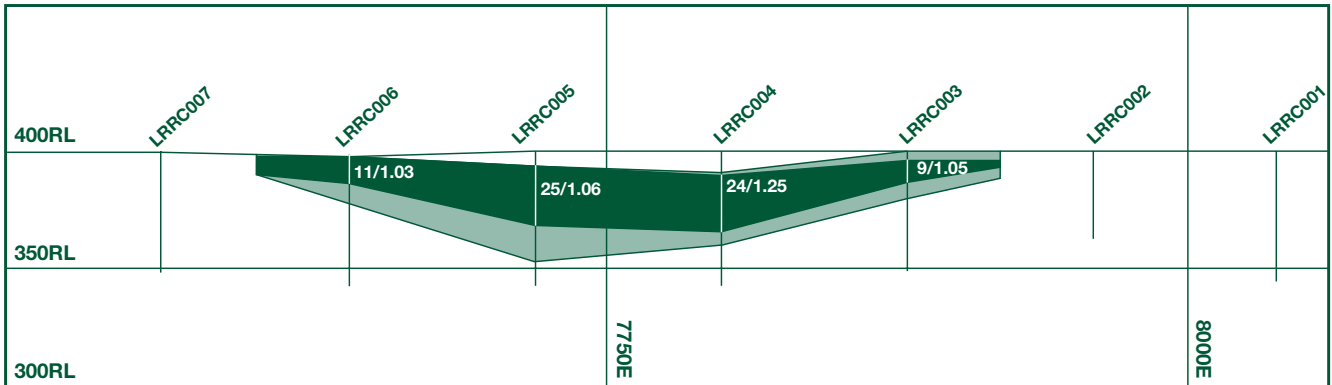 LRRC007
LRRC006
LRRC005
LRRC004
LRRC003
LRRC002
LRRC001
400RL
11/1.03
25/1.06
24/1.25
9/1.05
350RL
7750E
8000E
300RL